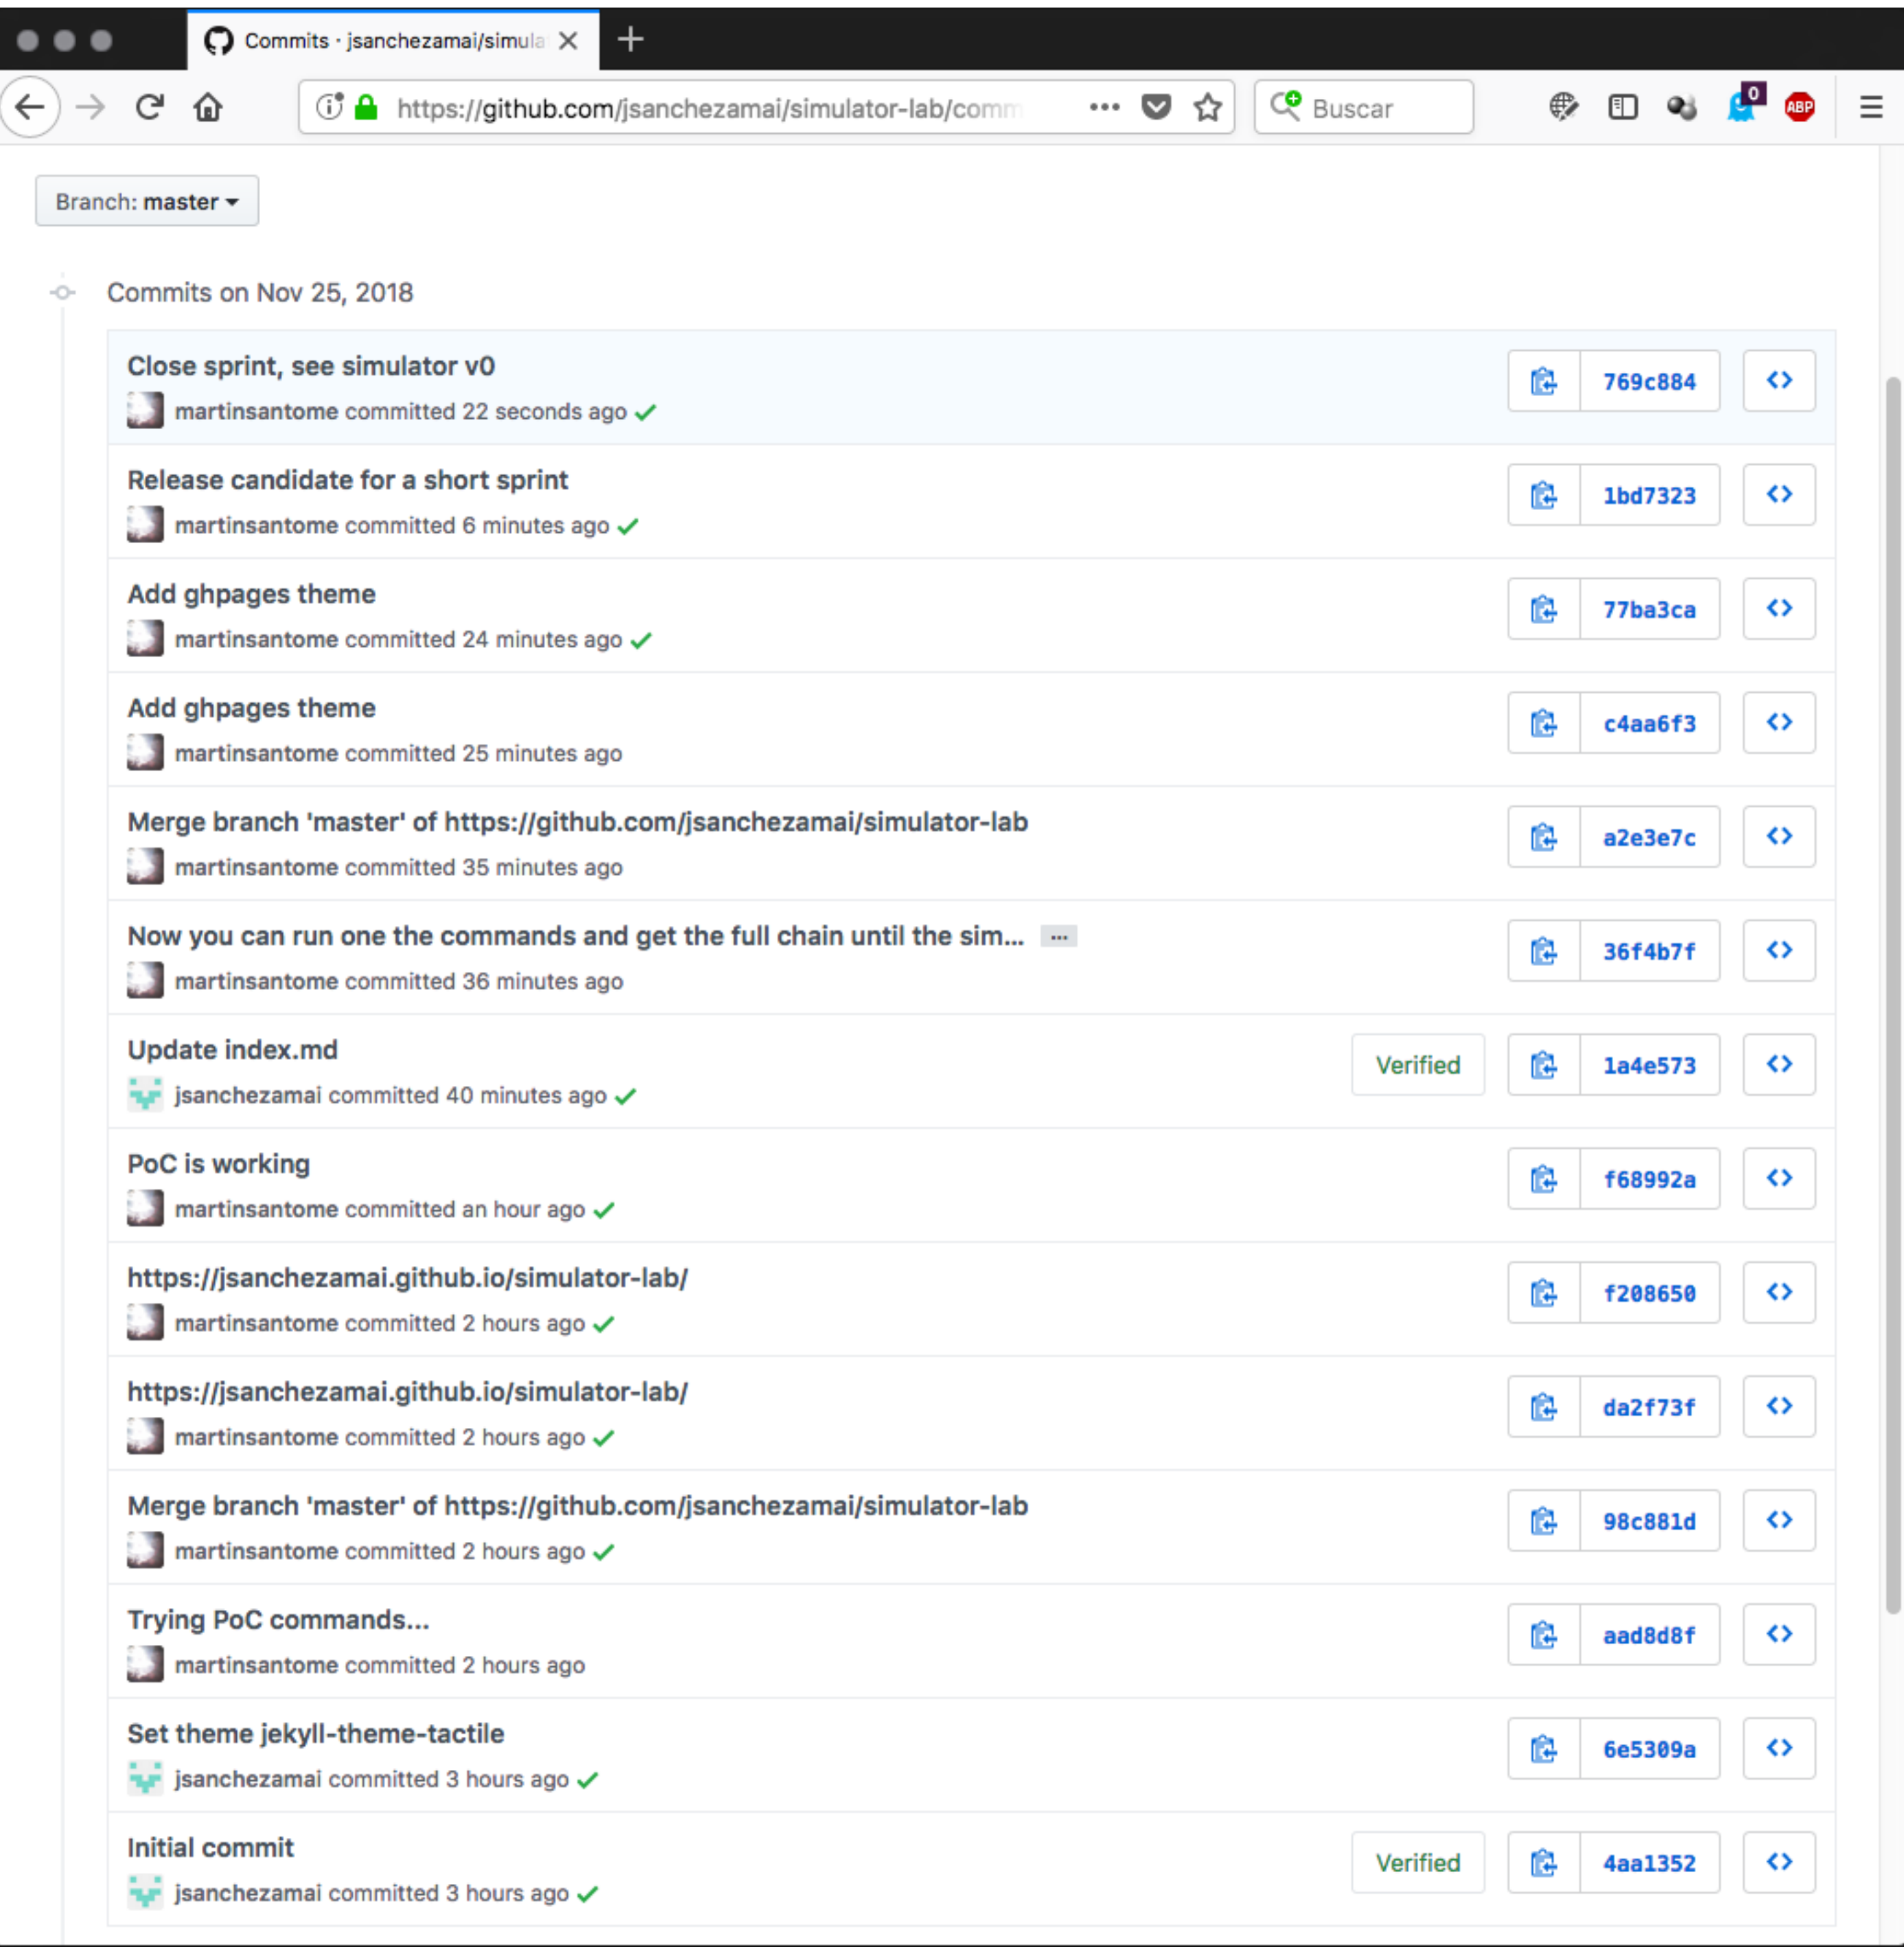 Commits · jsanchezamai/simula
https://github.com/jsanchezamai/simulator-lab/comm
Buscar
0
ABP
Branch: master
Commits on Nov 25, 2018
Close sprint, see simulator v0
769c884
martinsantome committed 22 seconds ago
Release candidate for a short sprint
1bd7323
martinsantome committed 6 minutes ago
Add ghpages theme
77ba3ca
martinsantome committed 24 minutes ago
Add ghpages theme
c4aa6f3
martinsantome committed 25 minutes ago
Merge branch 'master' of https://github.com/jsanchezamai/simulator-lab
a2e3e7c
martinsantome committed 35 minutes ago
Now you can run one the commands and get the full chain until the sim... …
36f4b7f
martinsantome committed 36 minutes ago
Update index.md
Verified 1a4e573
jsanchezamai committed 40 minutes ago
PoC is working
f68992a
martinsantome committed an hour ago
https://jsanchezamai.github.io/simulator-lab/
f208650
martinsantome committed 2 hours ago
https://jsanchezamai.github.io/simulator-lab/
da2f73f
martinsantome committed 2 hours ago
Merge branch 'master' of https://github.com/jsanchezamai/simulator-lab
98c881d
martinsantome committed 2 hours ago
Trying PoC commands...
aad8d8f
martinsantome committed 2 hours ago
Set theme jekyll-theme-tactile
6e5309a
jsanchezamai committed 3 hours ago
Initial commit
Verified 4aa1352
jsanchezamai committed 3 hours ago